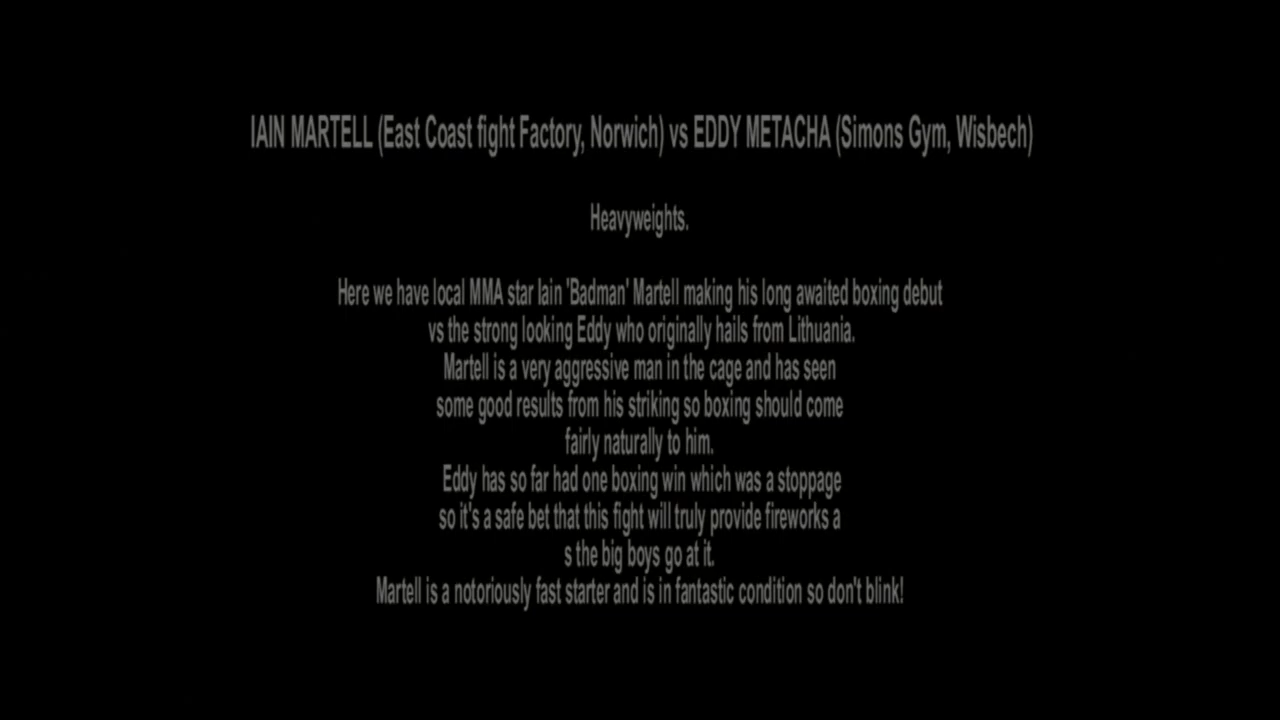 IAIN MARTELL (East Coast fight Factory, Norwich) vs EDDY METACHA (Simons Gym, Wisbech)
Heavyweights.
Here we have local MMA star Iain 'Badman' Martell making his long awaited boxing debut
vs the strong looking Eddy who originally hails from Lithuania.
Martell is a very aggressive man in the cage and has seen
some good results from his striking so boxing should come
fairly naturally to him.
Eddy has so far had one boxing win which was a stoppage
so it's a safe bet that this fight will truly provide fireworks a
s the big boys go at it.
Martell is a notoriously fast starter and is in fantastic condition so don't blink!